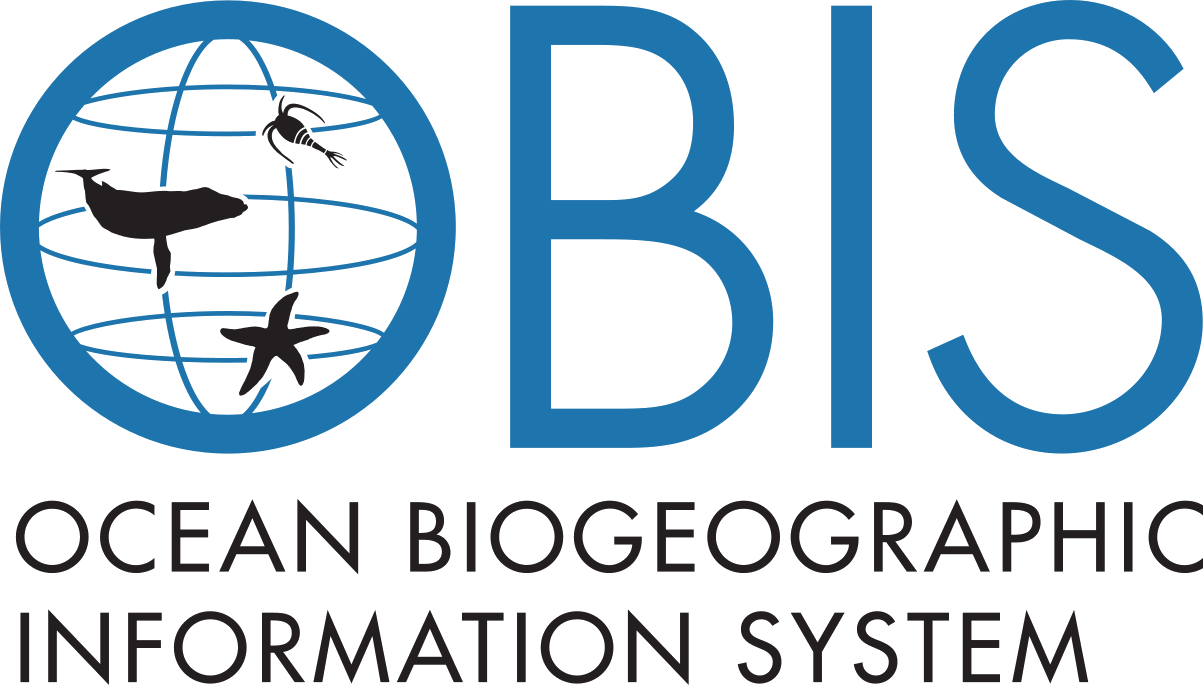 OBIS
OCEAN BIOGEOGRAPHIC
INFORMATION SYSTEM